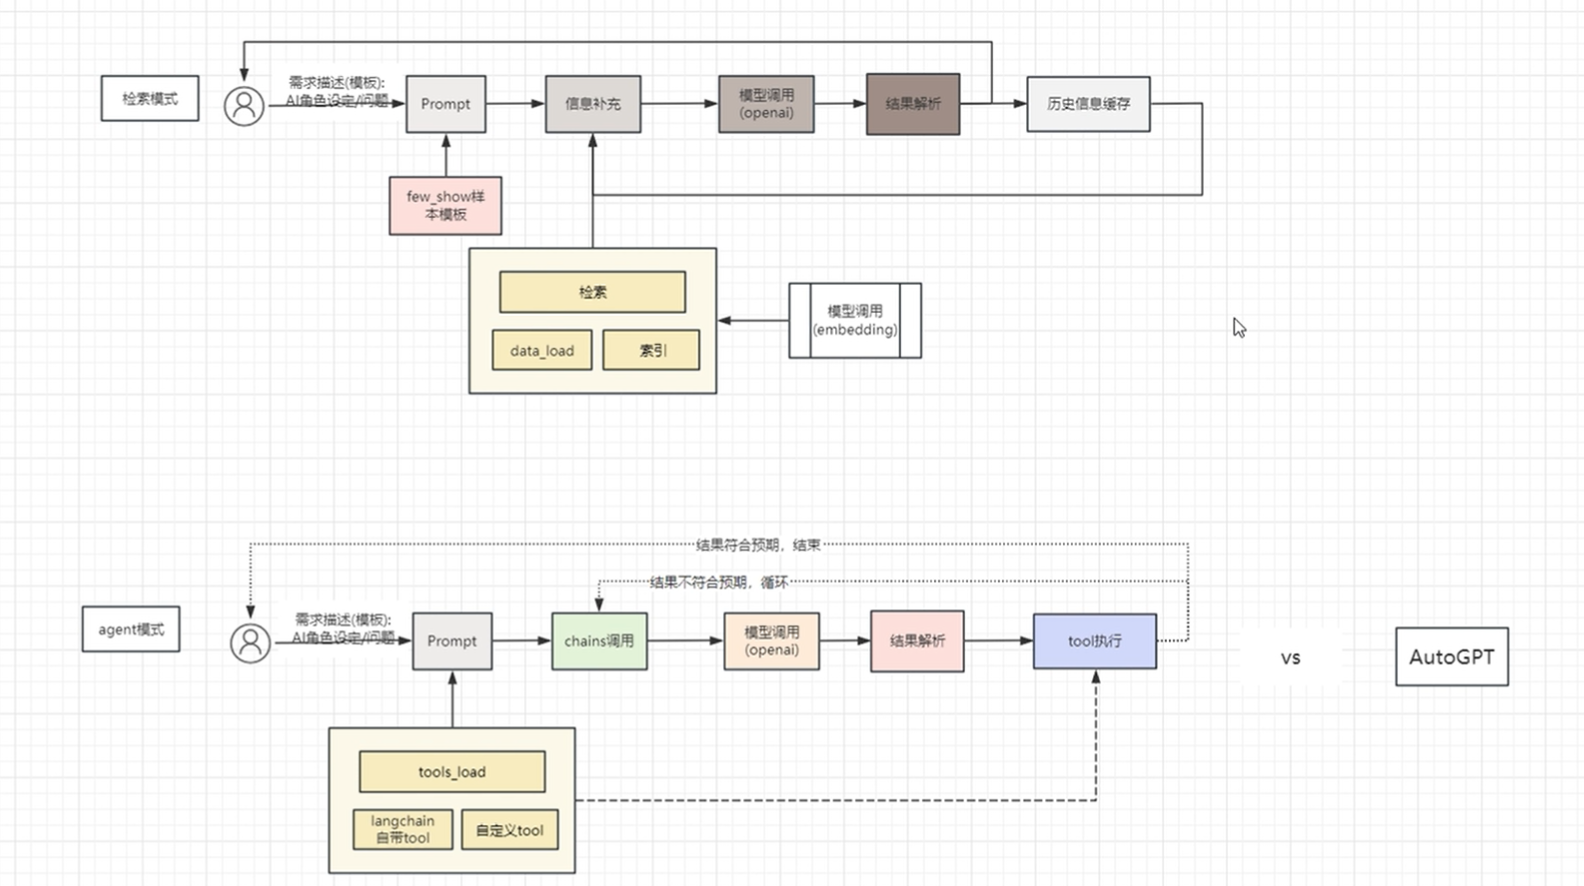 检索模式
需求描述(模板):
AI角色设定/问题
Prompt
信息补充
模型调用
(openai)
结果解析
历史信息缓存
few_show样
本模板
检索
data_load
索引
模型调用
(embedding)
结果符合预期，结束
结果不符合预期，循环
agent模式
需求描述(模板):
AI角色设定/问题
Prompt
chains调用
模型调用
(openai)
结果解析
tool执行
vs
AutoGPT
tools_load
langchain
自带tool
自定义tool